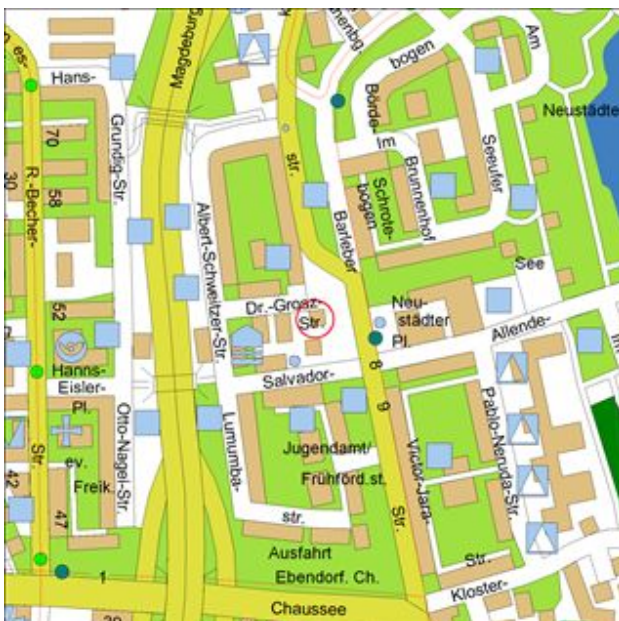 es-
Hans-
Magdeburg
bogen
Am
Neustädte
Börde-
Im
Grundig-Str.
70
R.-Becher-
30
58
str.
Seeufer
Brunnenhof
Schrote-
bogen
Barleber
Albert-Schweitzer-Str.
See
Dr.-Grosz-
Str.
Neu-
städter
Pl.
Allende-
52
Hanns-
Eisler-
Pl.
Salvador-
8
9
Otto-Nagel-Str.
Lumumba-
str.
Jugendamt/
Frühförd.st.
Victor-Jara-
Str.
Pablo-Neruda-Str.
ev.
Freik.
Str
42
47
Str.
Ausfahrt
Ebendorf. Ch.
Kloster-
1
Chaussee